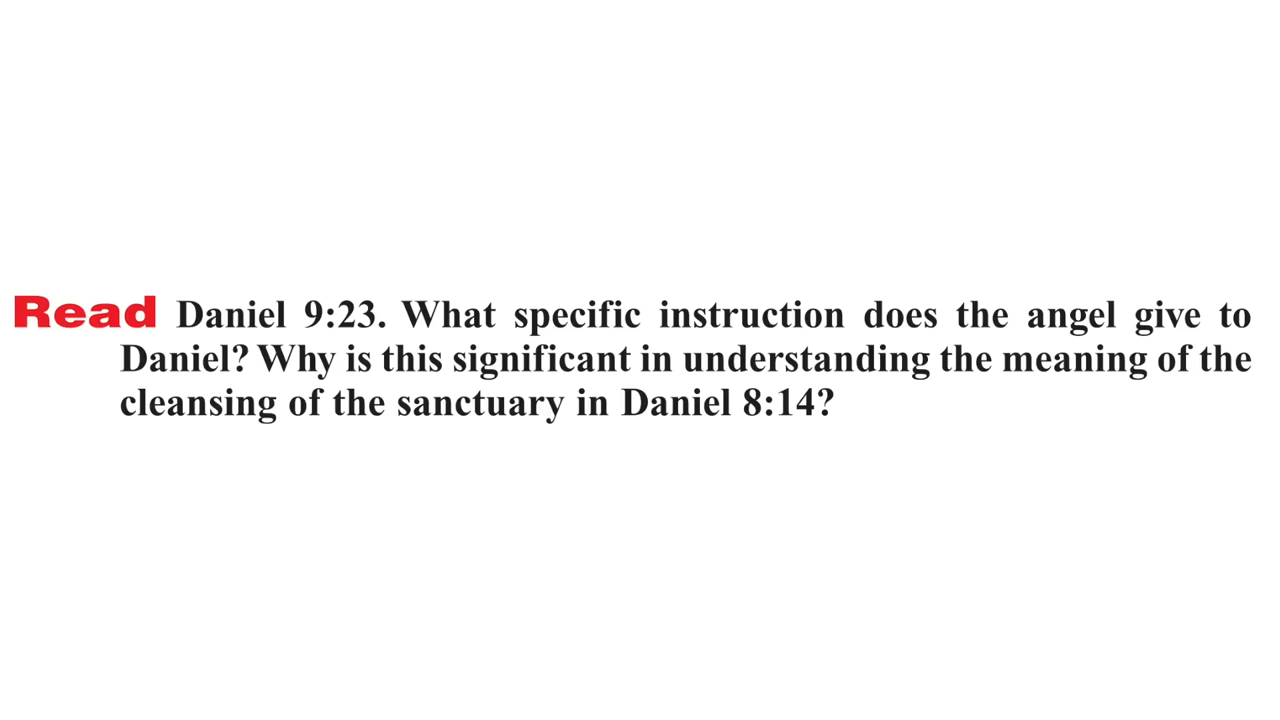 Read Daniel 9:23. What specific instruction does the angel give to
Daniel? Why is this significant in understanding the meaning of the
cleansing of the sanctuary in Daniel 8:14?